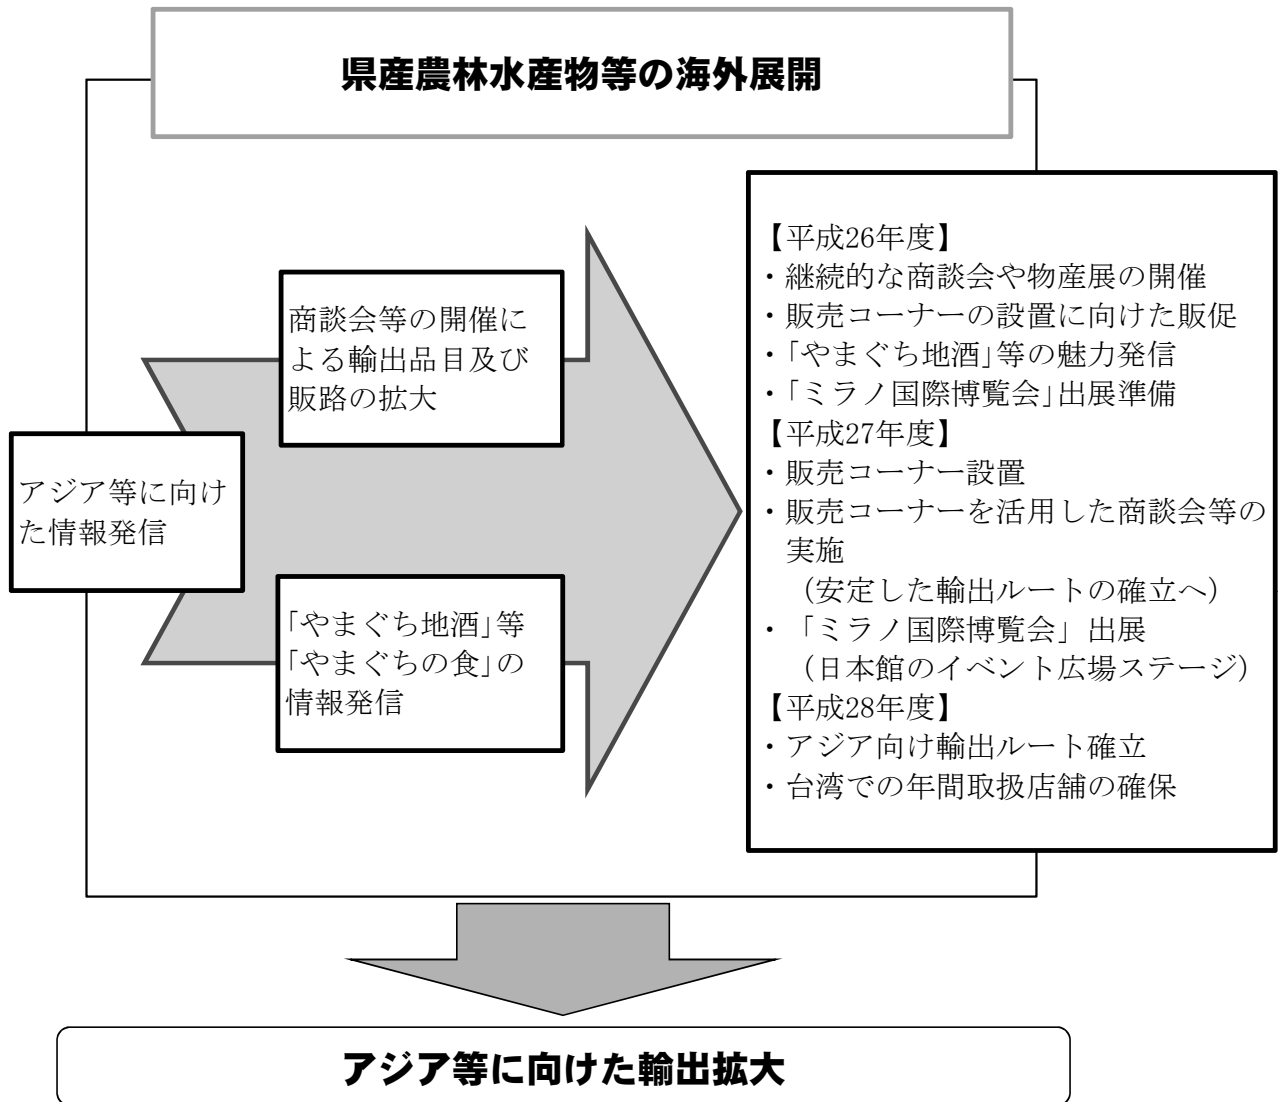 県産農林水産物等の海外展開
アジア等に向け
た情報発信
商談会等の開催に
よる輸出品目及び
販路の拡大
「やまぐち地酒」等
「やまぐちの食」の
情報発信
【平成26年度】
・継続的な商談会や物産展の開催
・販売コーナーの設置に向けた販促
・「やまぐち地酒」等の魅力発信
・「ミラノ国際博覧会」出展準備
【平成27年度】
・販売コーナー設置
・販売コーナーを活用した商談会等の
実施
（安定した輸出ルートの確立へ）
・「ミラノ国際博覧会」出展
（日本館のイベント広場ステージ）
【平成28年度】
・アジア向け輸出ルート確立
・台湾での年間取扱店舗の確保
アジア等に向けた輸出拡大